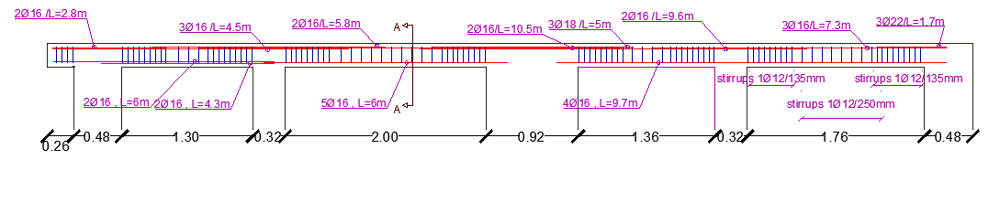 2Ø16 /L=2.8m
3Ø16/L=4.5m
2Ø16/L=5.8m
A
2Ø16/L=10.5m
3Ø18 /L=5m
2Ø16 /L=9.6m
3Ø16/L=7.3m
3Ø22/L=1.7m
2Ø16 , L=6m
2Ø16 , L=4.3m
5Ø16 , L=6m
A
4Ø16 , L=9.7m
stirrups 1Ø12/135mm
stirrups 1Ø12/135mm
stirrups 1Ø12/250mm
0.26
0.48
1.30
0.32
2.00
0.92
1.36
0.32
1.76
0.48